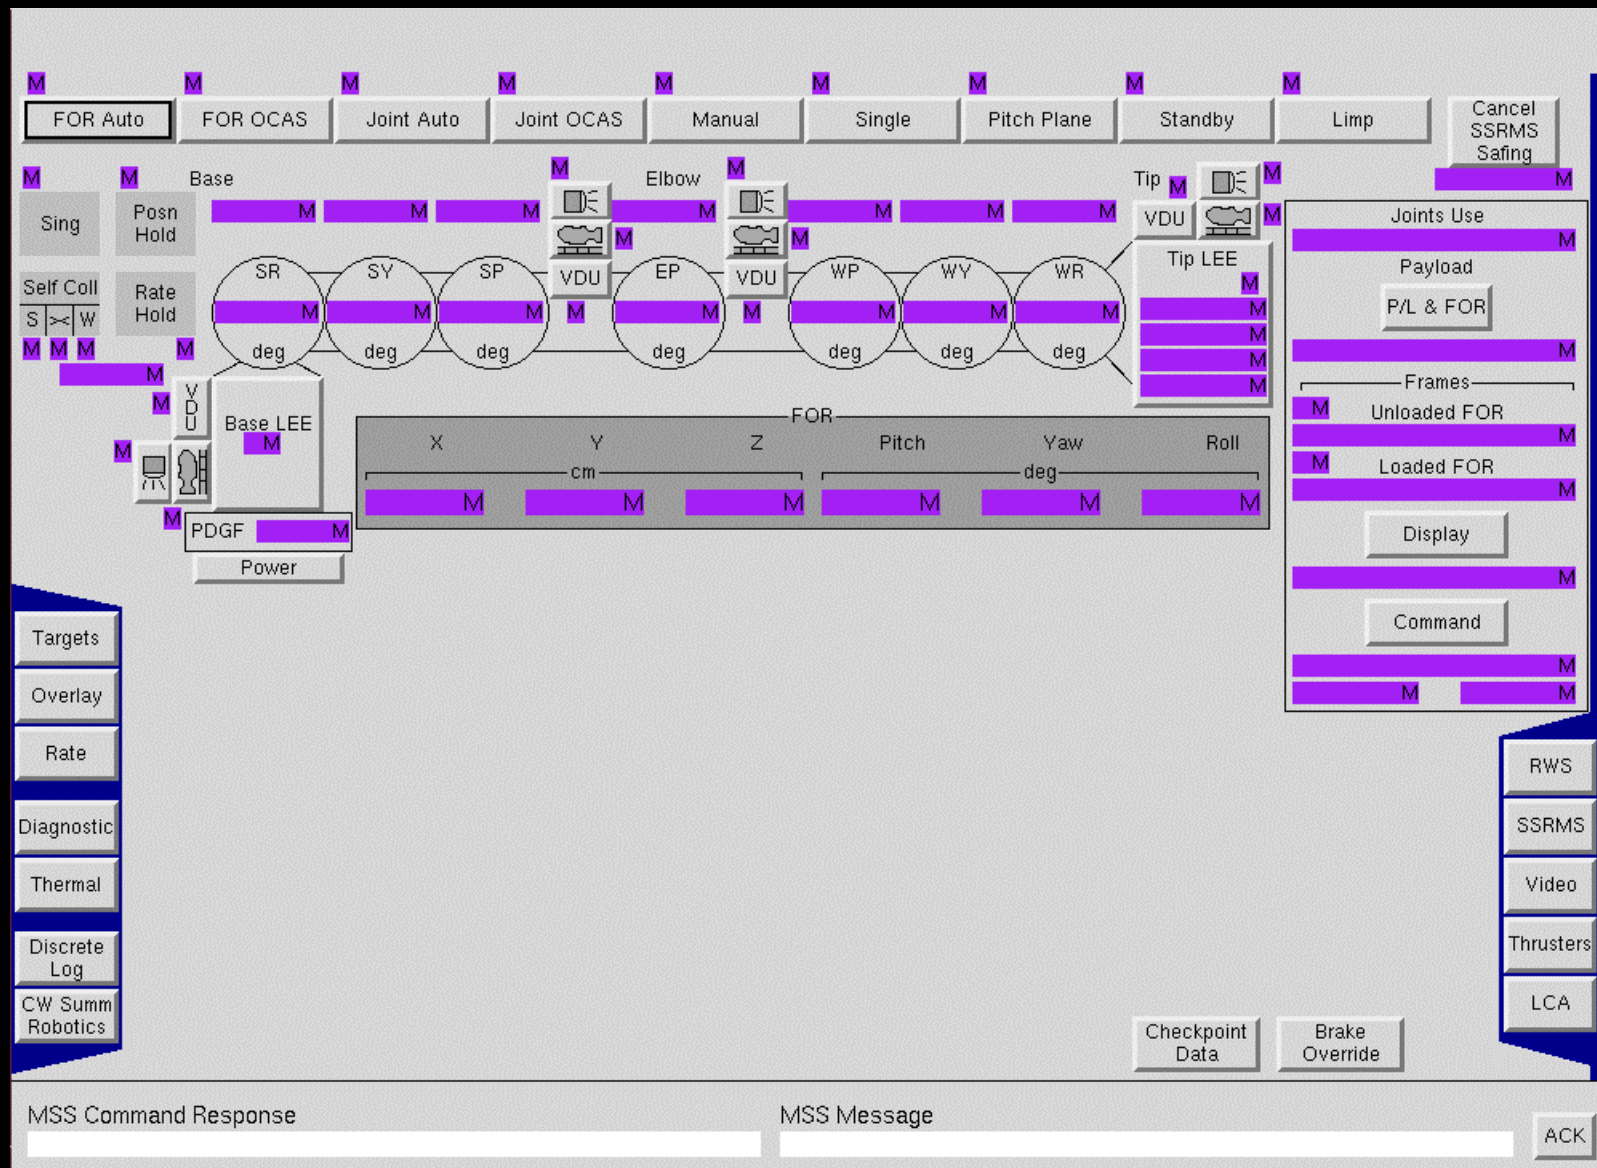 M M M M M M M M M
FOR Auto FOR OCAS Joint Auto Joint OCAS Manual Single Pitch Plane Standby Limp
Cancel
SSRMS
Safing
M
M M Base M Elbow M Tip M M
Sing
Posn
Hold
M M M M M M M
M M
VDU M
Self Coll
S >< W
M M M
Rate
Hold
M
M
SR SY SP EP WP WY WR
M M M M M M M
deg deg deg deg deg deg deg
VDU VDU
M M
Tip LEE
M
M
M
M
M
Joints Use
M
Payload
P/L & FOR
M
Frames
M Unloaded FOR
M
M Loaded FOR
M
Display
M
Command
M
M M
M
VDU
Base LEE
M
M
M
PDGF M
Power
FOR
X Y Z Pitch Yaw Roll
cm deg
M M M M M M
Targets
Overlay
Rate
Diagnostic
Thermal
Discrete
Log
CW Summ
Robotics
RWS
SSRMS
Video
Thrusters
LCA
Checkpoint
Data
Brake
Override
MSS Command Response MSS Message
ACK